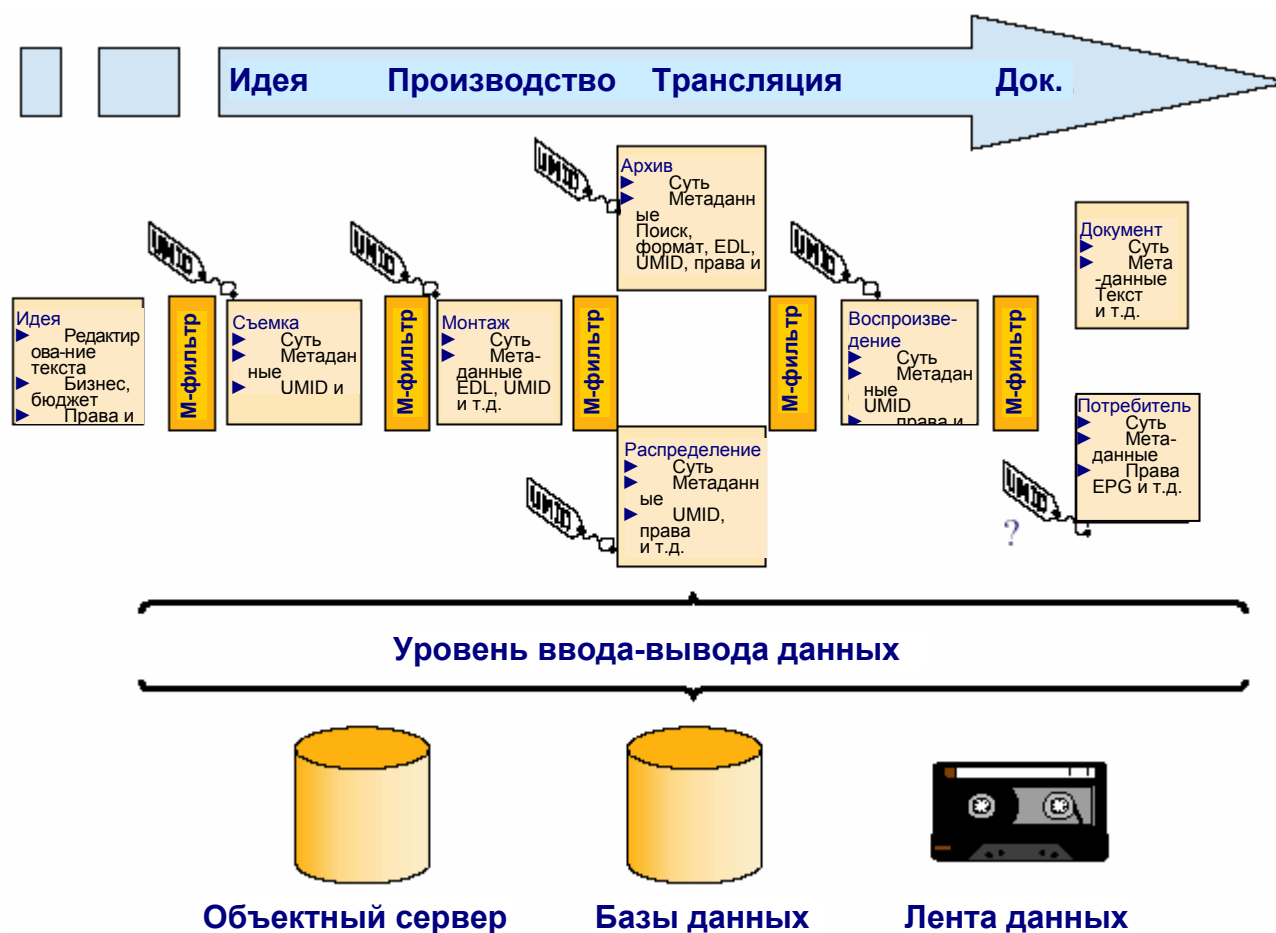 Идея Производство Трансляция Док.
UMID
Архив
Суть
Метаданн
ые
Поиск,
формат, EDL,
UMID, права и
UMID
UMID
UMID
Документ
Суть
Мета
-данные
Текст
и т.д.
Идея
Редактир
ова-ние
текста
Бизнес,
бюджет
Права и
М-фильтр
Съемка
Суть
Метадан
ные
UMID и
М-фильтр
Монтаж
Суть
Мета-
данные
EDL, UMID
и т.д.
М-фильтр
М-фильтр
Воспроизве-
дение
Суть
Метадан
ные
UMID
права и
М-фильтр
Потребитель
Суть
Мета-
данные
Права
EPG и т.д.
UMID
?
Распределение
Суть
Метаданн
ые
UMID,
права
и т.д.
UMID
Уровень ввода-вывода данных
Объектный сервер Базы данных Лента данных